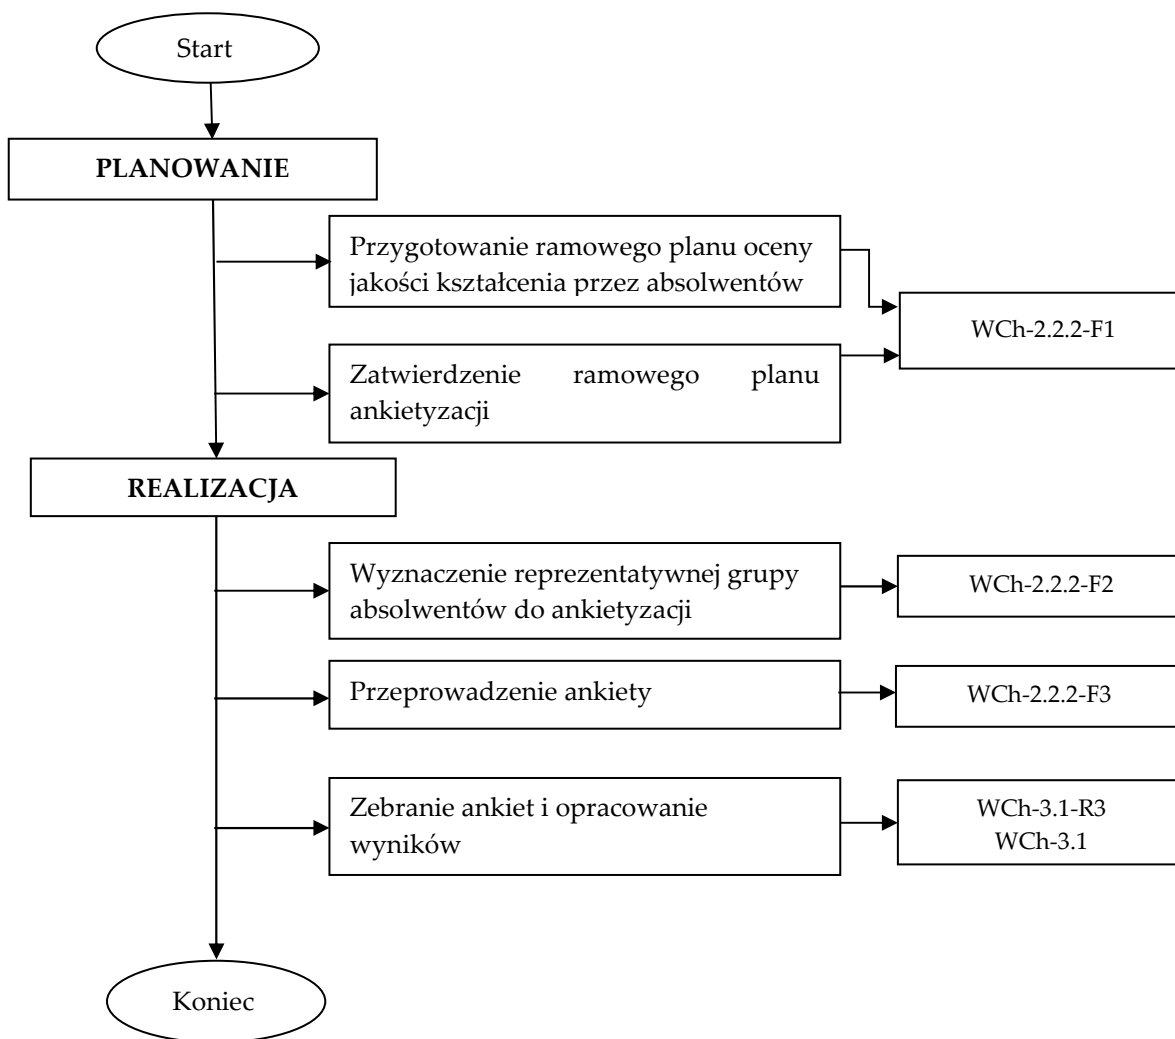 Start
PLANOWANIE
Przygotowanie ramowego planu oceny
jakości kształcenia przez absolwentów
WCh-2.2.2-F1
Zatwierdzenie ramowego planu
ankietyzacji
REALIZACJA
Wyznaczenie reprezentatywnej grupy
absolwentów do ankietyzacji
WCh-2.2.2-F2
Przeprowadzenie ankiety
WCh-2.2.2-F3
Zebranie ankiet i opracowanie
wyników
WCh-3.1-R3
WCh-3.1
Koniec